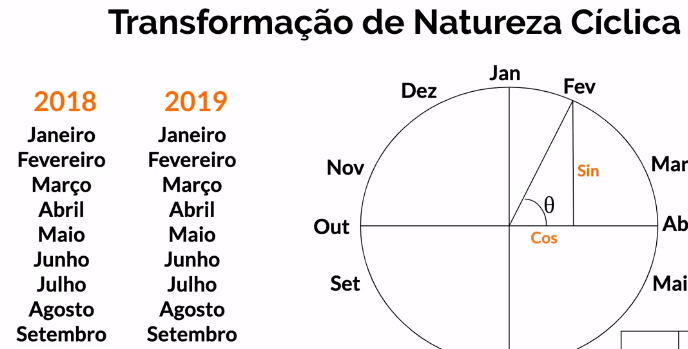 Transformação de Natureza Cíclica
2018
Janeiro
Fevereiro
Março
Abril
Maio
Junho
Julho
Agosto
Setembro
2019
Janeiro
Fevereiro
Março
Abril
Maio
Junho
Julho
Agosto
Setembro
Jan
Dez
Fev
Nov
Sin
Mar
θ
Out
Cos
Ab
Set
Mai